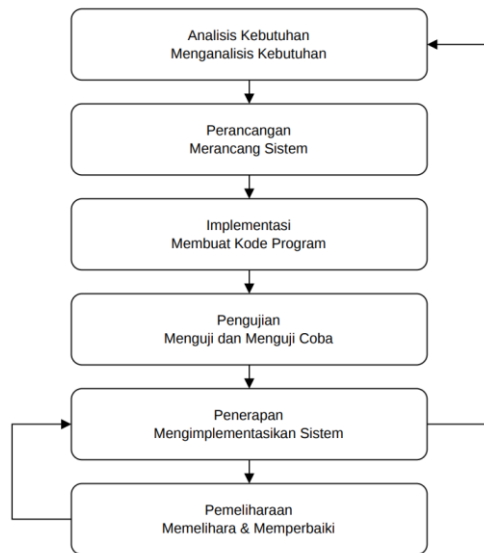 Analisis Kebutuhan
Menganalisis Kebutuhan
Perancangan
Merancang Sistem
Implementasi
Membuat Kode Program
Pengujian
Menguji dan Menguji Coba
Penerapan
Mengimplementasikan Sistem
Pemeliharaan
Memelihara & Memperbaiki